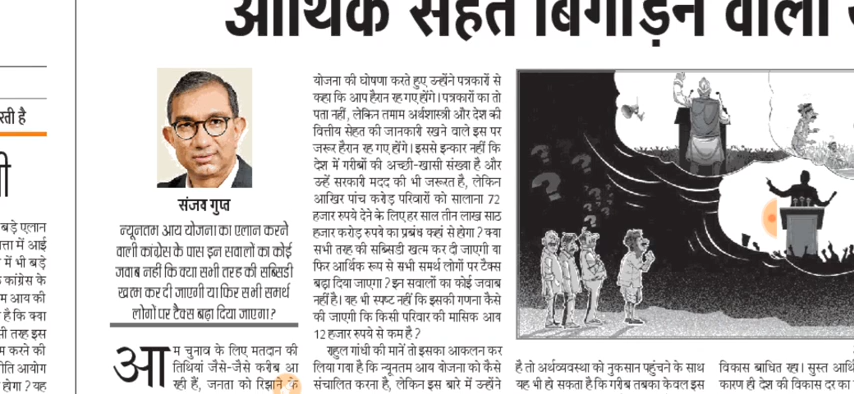 आर्थिक सेहत बिगाड़ने वाली
रती है
बड़े एलान
त्ता में आई
में भी बड़े
कांग्रेस के
म आय की
है कि क्या
सी तरह इस
म करने की
ीति आयोग
होगा ? यह
संजय गुप्त
न्यूनतम आय योजना का एलान करने
वाली कांग्रेस के पास इन सवालों का कोई
जवाब नहीं कि क्या सभी तरह की सब्सिडी
खत्म कर दी जाएगी या फिर सभी समर्थ
लोगों पर टैक्स बढ़ा दिया जाएगा ?
आम चुनाव के लिए मतदान की
तिथियां जैसे-जैसे करीब आ
रही हैं, जनता को रिझाने के
योजना की घोषणा करते हुए उन्होंने पत्रकारों से
कहा कि आप हैरान रह गए होंगे। पत्रकारों का तो
पता नहीं, लेकिन तमाम अर्थशास्त्री और देश की
वित्तीय सेहत की जानकारी रखने वाले इस पर
जरूर हैरान रह गए होंगे। इससे इन्कार नहीं कि
देश में गरीबों की अच्छी-खासी संख्या है और
उन्हें सरकारी मदद की भी जरूरत है, लेकिन
आखिर पांच करोड़ परिवारों को सालाना 72
हजार रुपये देने के लिए हर साल तीन लाख साठ
हजार करोड़ रुपये का प्रबंध कहां से होगा ? क्या
सभी तरह की सब्सिडी खत्म कर दी जाएगी या
फिर आर्थिक रूप से सभी समर्थ लोगों पर टैक्स
बढ़ा दिया जाएगा ? इन सवालों का कोई जवाब
नहीं है। यह भी स्पष्ट नहीं कि इसकी गणना कैसे
की जाएगी कि किसी परिवार की मासिक आय
12 हजार रुपये से कम है ?
राहुल गांधी की मानें तो इसका आकलन कर
लिया गया है कि न्यूनतम आय योजना को कैसे
संचालित करना है, लेकिन इस बारे में उन्होंने
? ? ? ? ?
है तो अर्थव्यवस्था को नुकसान पहुंचने के साथ
यह भी हो सकता है कि गरीब तबका केवल इस
विकास बाधित रहा। सुस्त आर्थि
कारण ही देश की विकास दर का